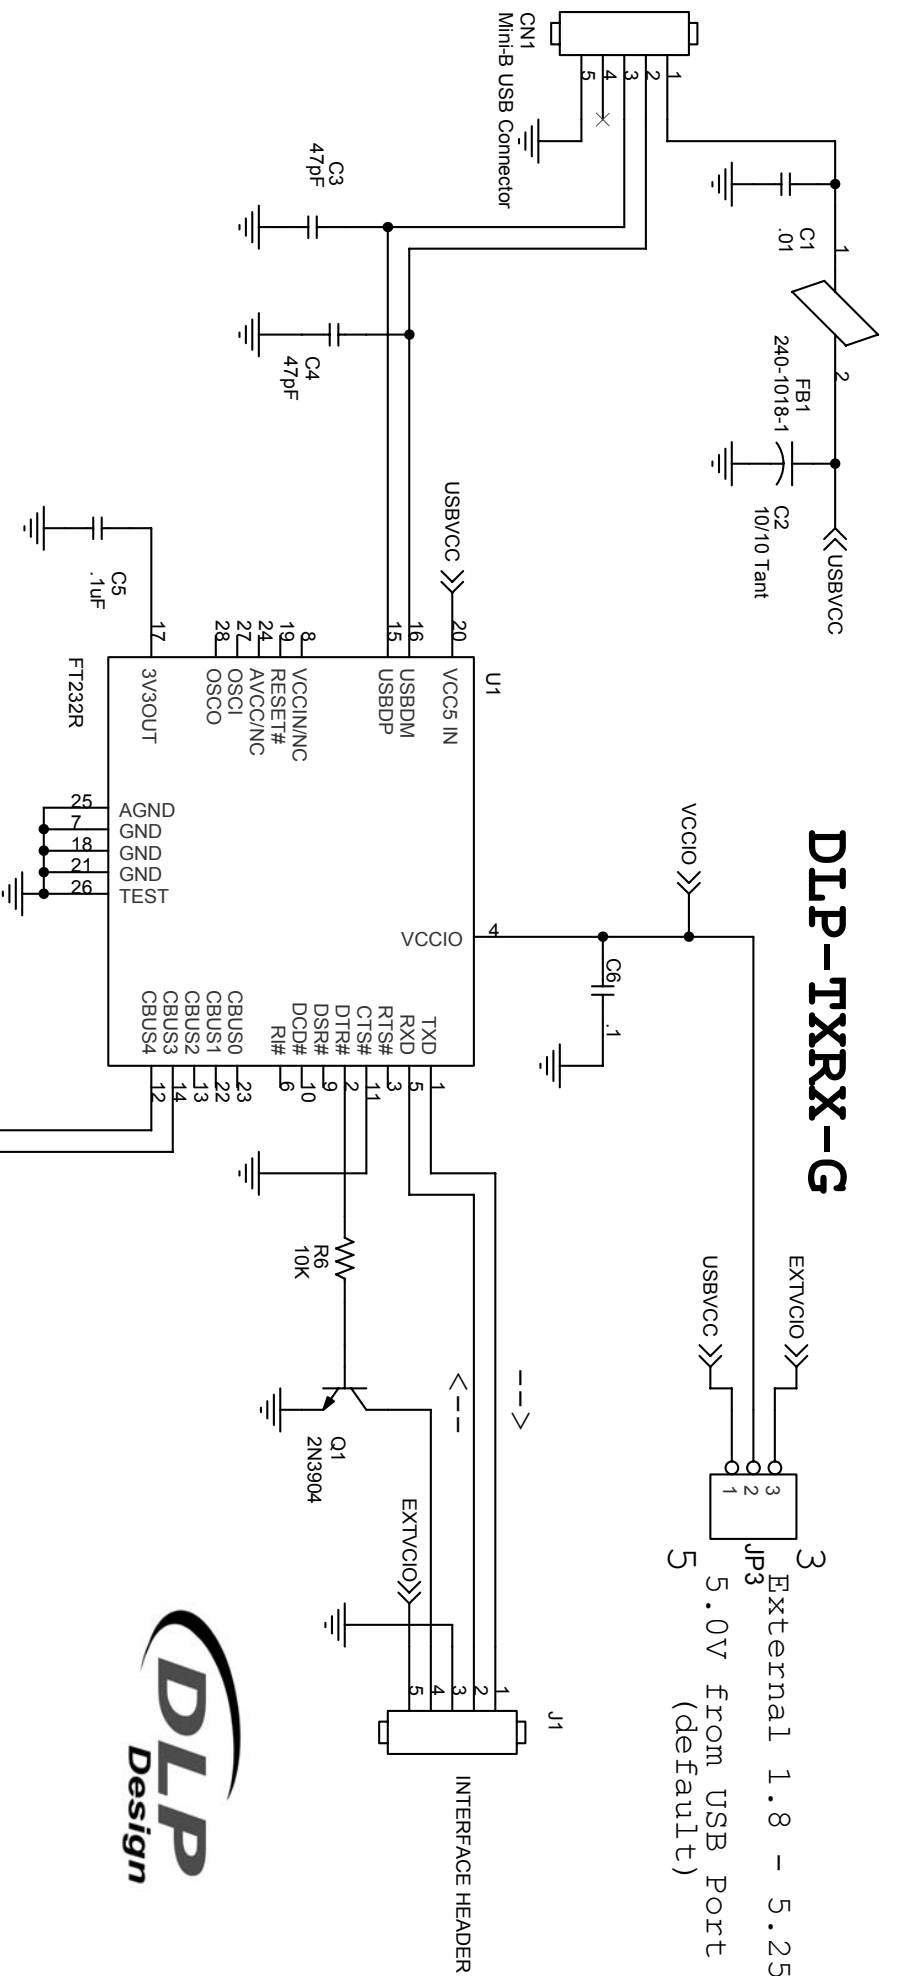 DLP-TXRX-G
CN1
Mini-B USB Connector
1
2
3
4
5
C1
.01
1
2
FB1
240-1018-1
C2
10/10 Tant
USBVCC
C3
47pF
C4
47pF
C5
.1uF
USBVCC
U1
FT232R
20
VCC5 IN
16
USBDM
15
USBDP
8
VCCIN/NC
19
RESET#
24
AVCC/NC
27
OSCI
28
OSCO
17
3V3OUT
25
AGND
7
GND
18
GND
21
GND
26
TEST
VCCIO
4
VCCIO
C6
.1
TXD
1
RXD
5
RTS#
3
CTS#
11
DTR#
2
DSR#
9
DCD#
10
RI#
6
CBUS0
23
CBUS1
22
CBUS2
13
CBUS3
14
CBUS4
12
R6
10K
Q1
2N3904
-->
<--
EXTVCIO
USBVCC
3
2
1
JP3
3
External 1.8 - 5.25
5
5.0V from USB Port
(default)
EXTVCIO
J1
1
2
3
4
5
INTERFACE HEADER
DLP
Design